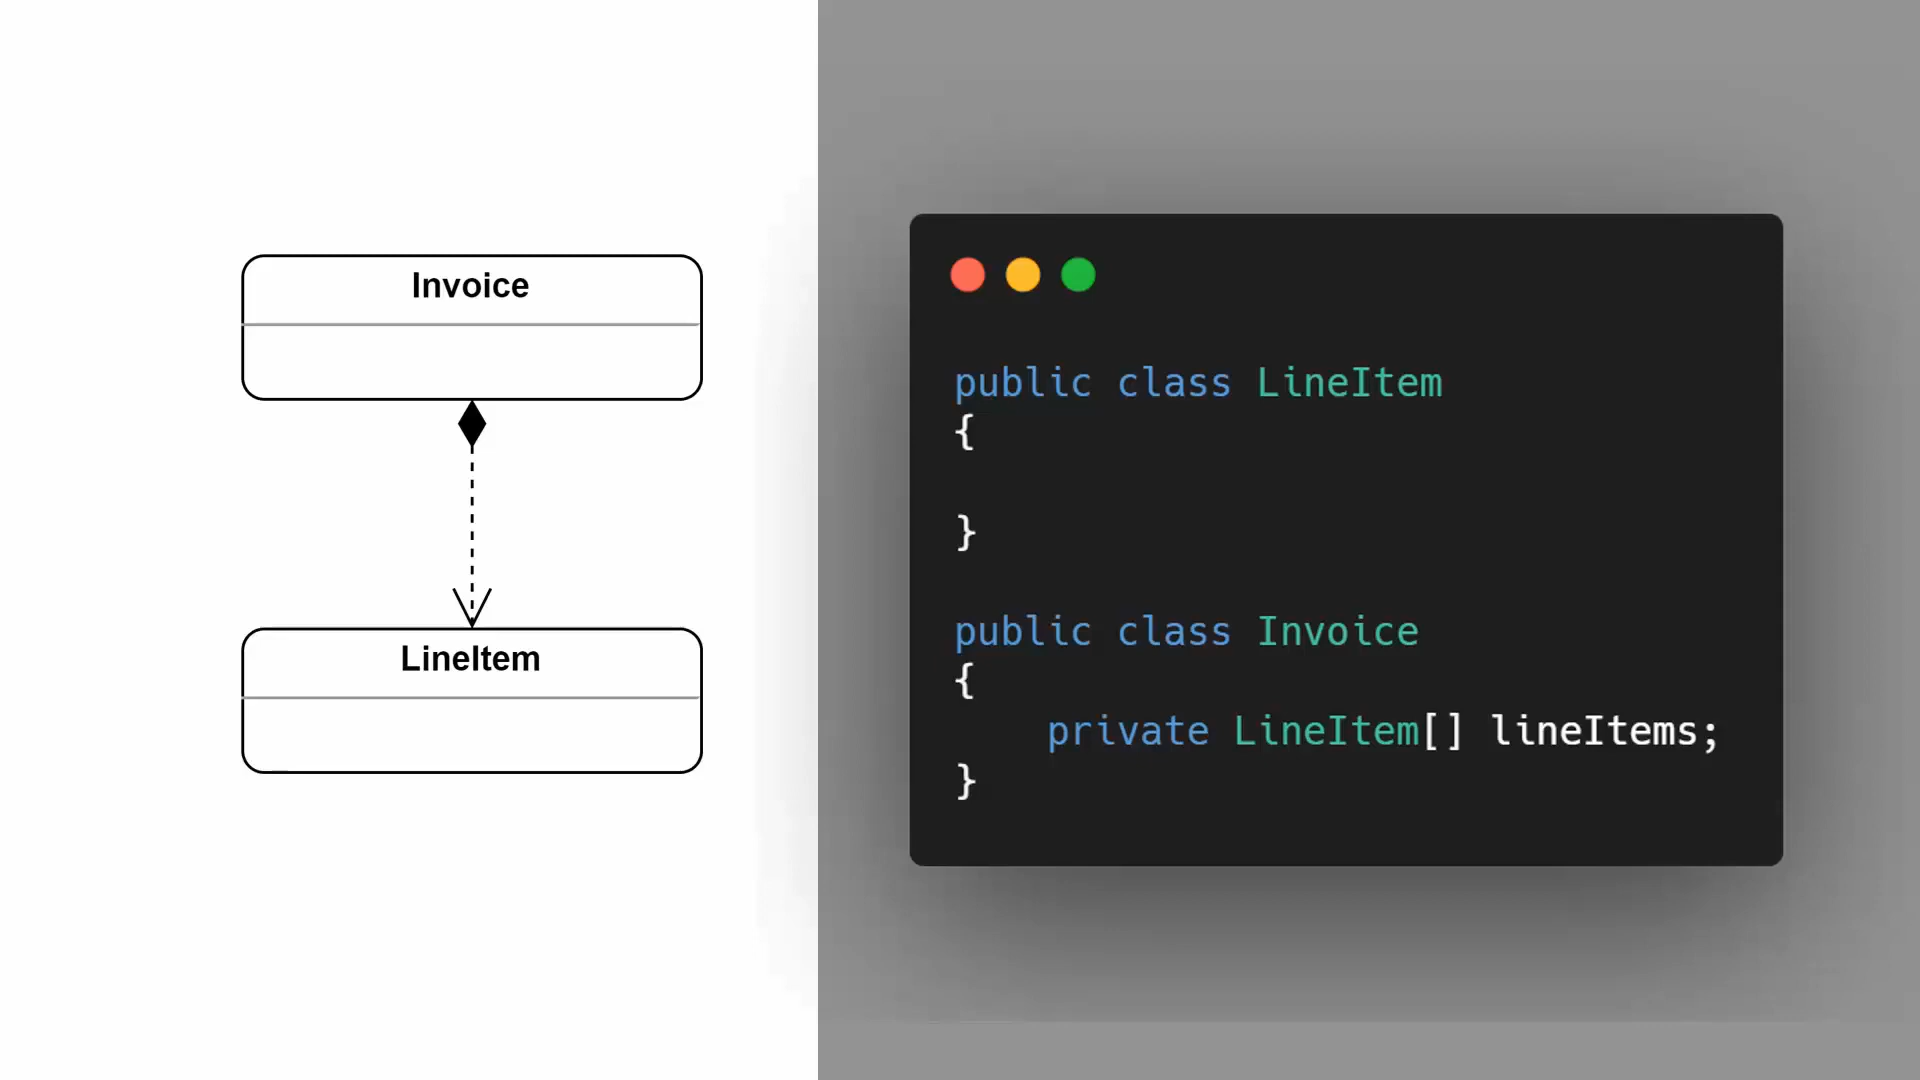 Invoice
LineItem
public class LineItem
{
}
public class Invoice
{
    private LineItem[] lineItems;
}